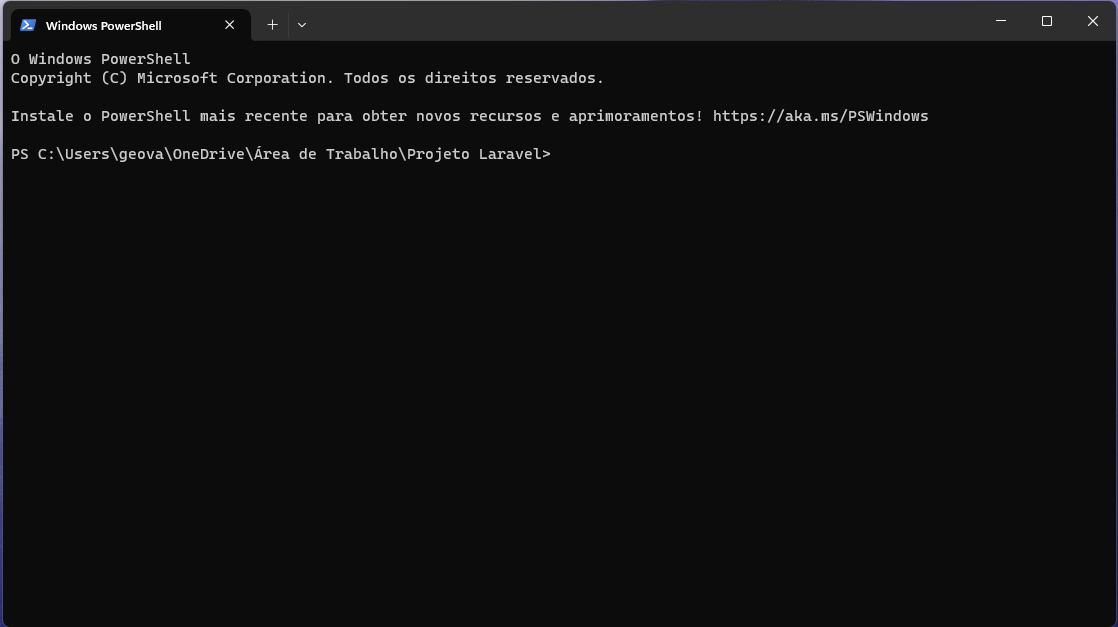 Windows PowerShell
O Windows PowerShell
Copyright (C) Microsoft Corporation. Todos os direitos reservados.
Instale o PowerShell mais recente para obter novos recursos e aprimoramentos! https://aka.ms/PSWindows
PS C:\Users\geova\OneDrive\Área de Trabalho\Projeto Laravel>